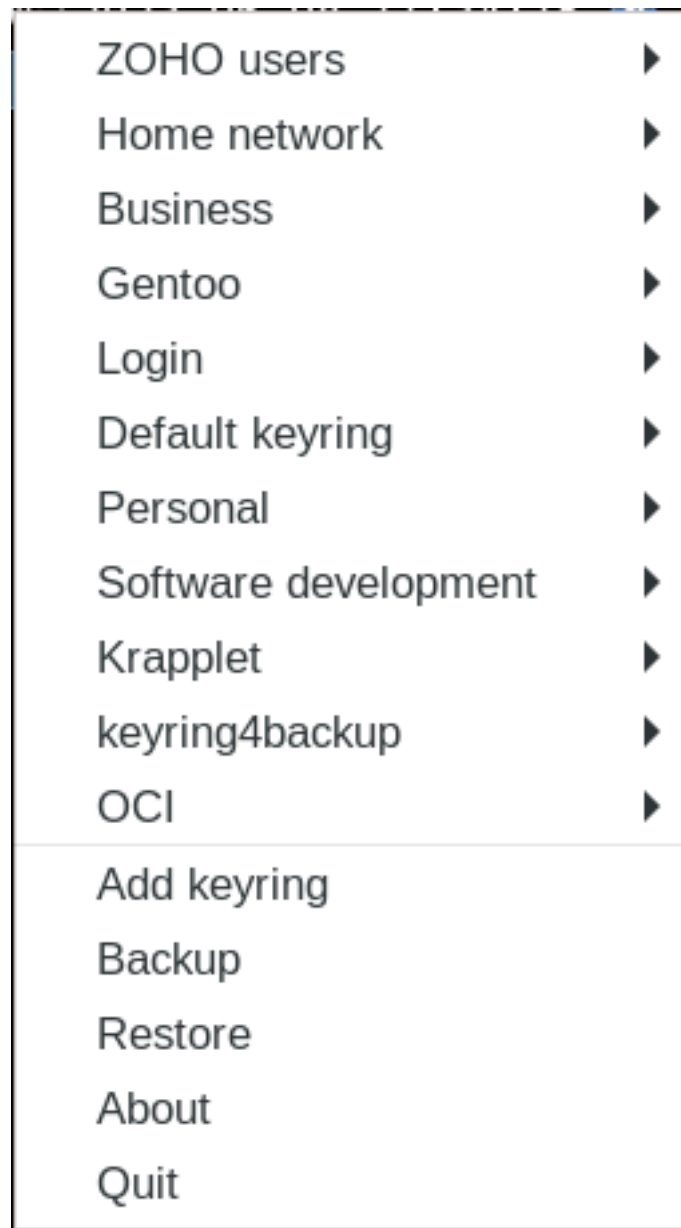 ZOHO users
Home network
Business
Gentoo
Login
Default keyring
Personal
Software development
Krapplet
keyring4backup
OCI
Add keyring
Backup
Restore
About
Quit